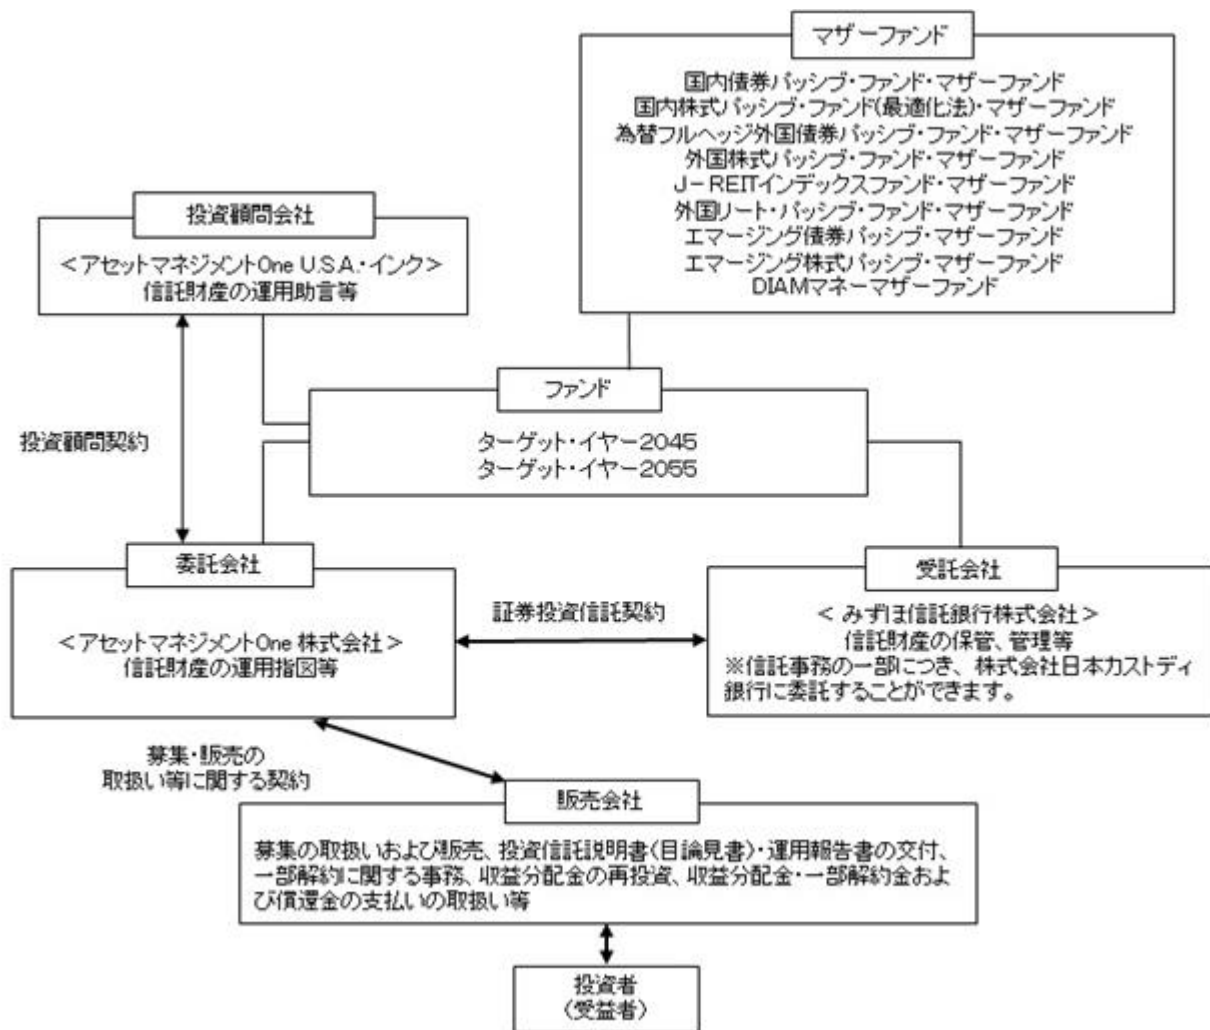 マザーファンド
国内債券パッシブ・ファンド・マザーファンド
国内株式パッシブ・ファンド(最適化法)・マザーファンド
為替フルヘッジ外国債券パッシブ・ファンド・マザーファンド
外国株式パッシブ・ファンド・マザーファンド
J－REITインデックスファンド・マザーファンド
外国リート・パッシブ・ファンド・マザーファンド
エマージング債券パッシブ・マザーファンド
エマージング株式パッシブ・マザーファンド
DIAMマネーマザーファンド
投資顧問会社
＜アセットマネジメントOne U.S.A.・インク＞
信託財産の運用助言等
ファンド
ターゲット・イヤー2045
ターゲット・イヤー2055
投資顧問契約
委託会社
＜アセットマネジメントOne 株式会社＞
信託財産の運用指図等
証券投資信託契約
受託会社
＜ みずほ信託銀行株式会社＞
信託財産の保管、管理等
※信託事務の一部につき、株式会社日本カストディ
銀行に委託することができます。
募集・販売の
取扱い等に関する契約
販売会社
募集の取扱いおよび販売、投資信託説明書(目論見書)・運用報告書の交付、
一部解約に関する事務、収益分配金の再投資、収益分配金・一部解約金およ
び償還金の支払いの取扱い等
投資者
（受益者）